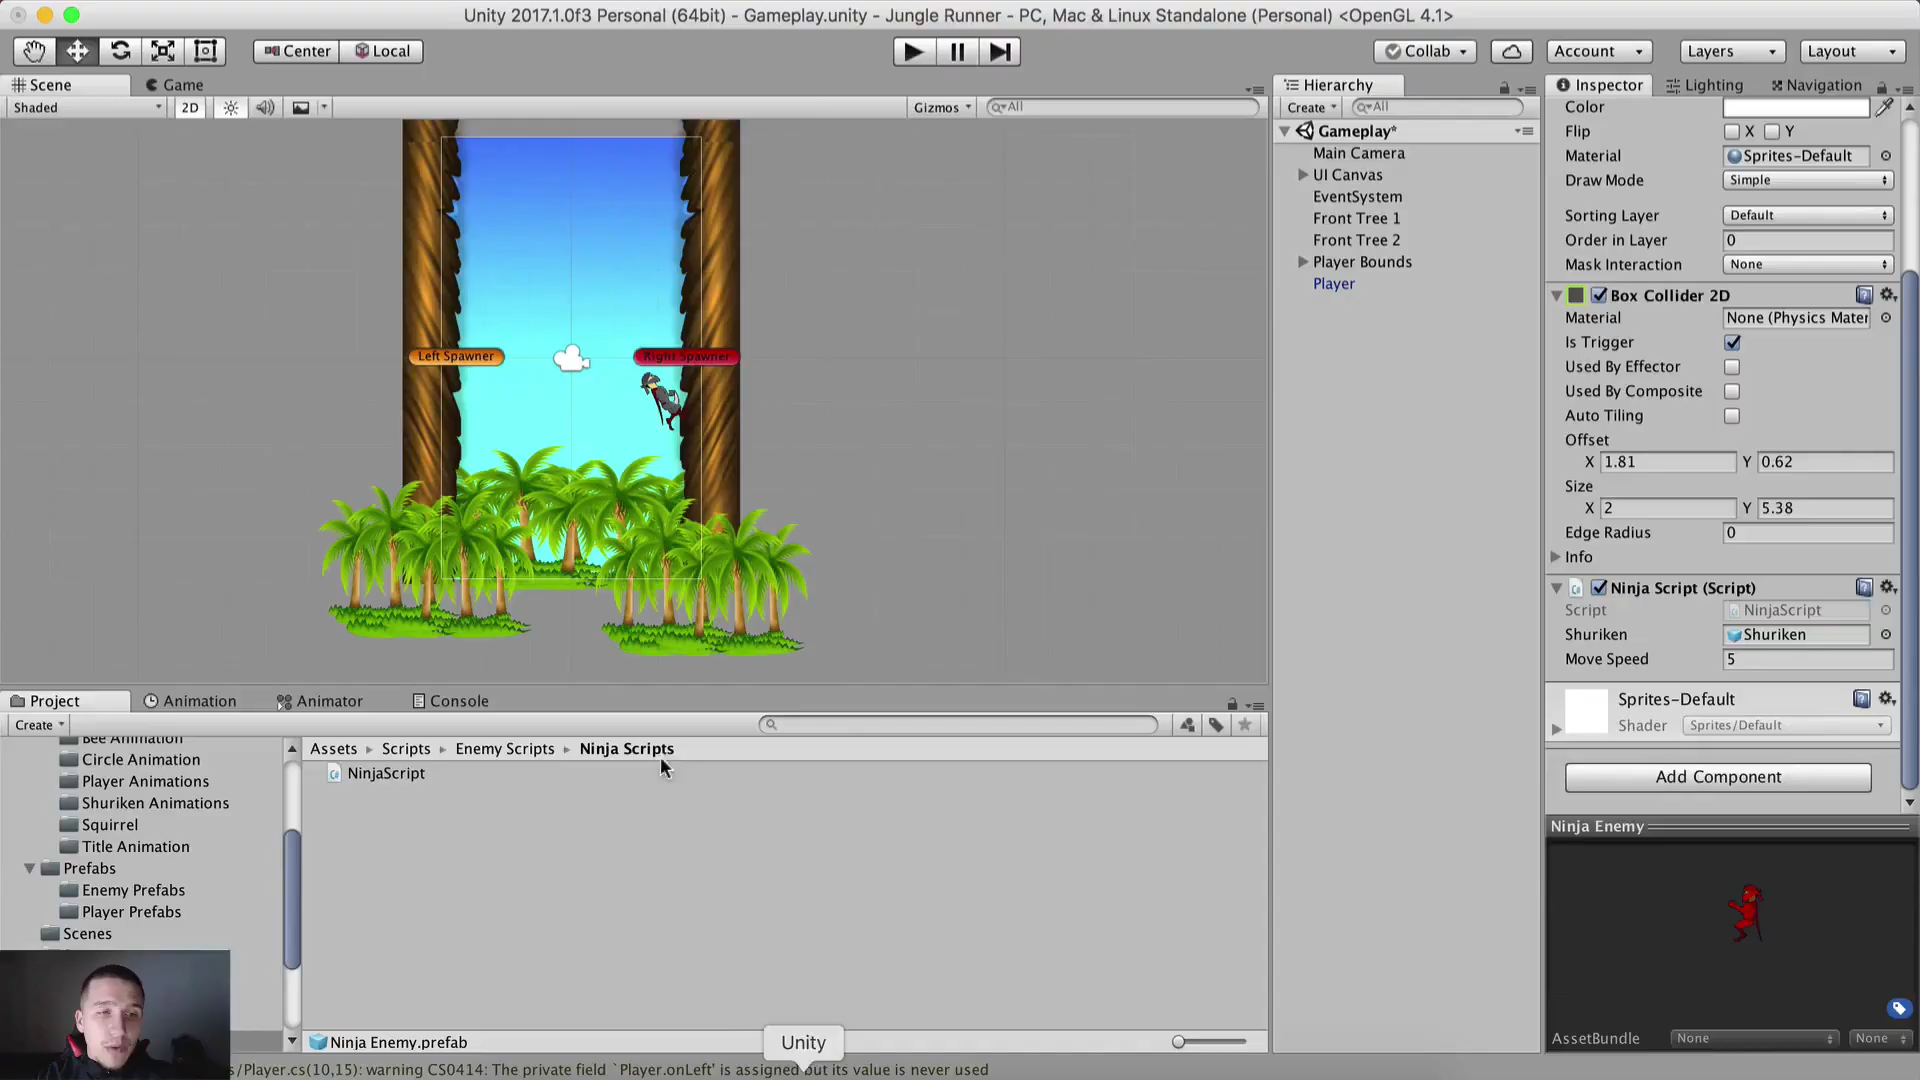 Unity 2017.1.0f3 Personal (64bit) - Gameplay.unity - Jungle Runner - PC, Mac & Linux Standalone (Personal) <OpenGL 4.1>
Center
Local
Collab
Account
Layers
Layout
Scene
Game
Shaded
2D
Gizmos
All
Left Spawner
Right Spawner
Hierarchy
Create
All
Gameplay*
Main Camera
UI Canvas
EventSystem
Front Tree 1
Front Tree 2
Player Bounds
Player
Inspector
Lighting
Navigation
Color
Flip
X
Y
Material
Sprites-Default
Draw Mode
Simple
Sorting Layer
Default
Order in Layer
0
Mask Interaction
None
Box Collider 2D
Material
None (Physics Mater
Is Trigger
Used By Effector
Used By Composite
Auto Tiling
Offset
X 1.81
Y 0.62
Size
X 2
Y 5.38
Edge Radius
0
Info
Ninja Script (Script)
Script
NinjaScript
Shuriken
Shuriken
Move Speed
5
Sprites-Default
Shader
Sprites/Default
Add Component
Ninja Enemy
AssetBundle
None
None
Project
Animation
Animator
Console
Create
Bee Animation
Circle Animation
Player Animations
Shuriken Animations
Squirrel
Title Animation
Prefabs
Enemy Prefabs
Player Prefabs
Scenes
Assets
Scripts
Enemy Scripts
Ninja Scripts
NinjaScript
Ninja Enemy.prefab
Unity
s/Player.cs(10,15): warning CS0414: The private field `Player.onLeft' is assigned but its value is never used